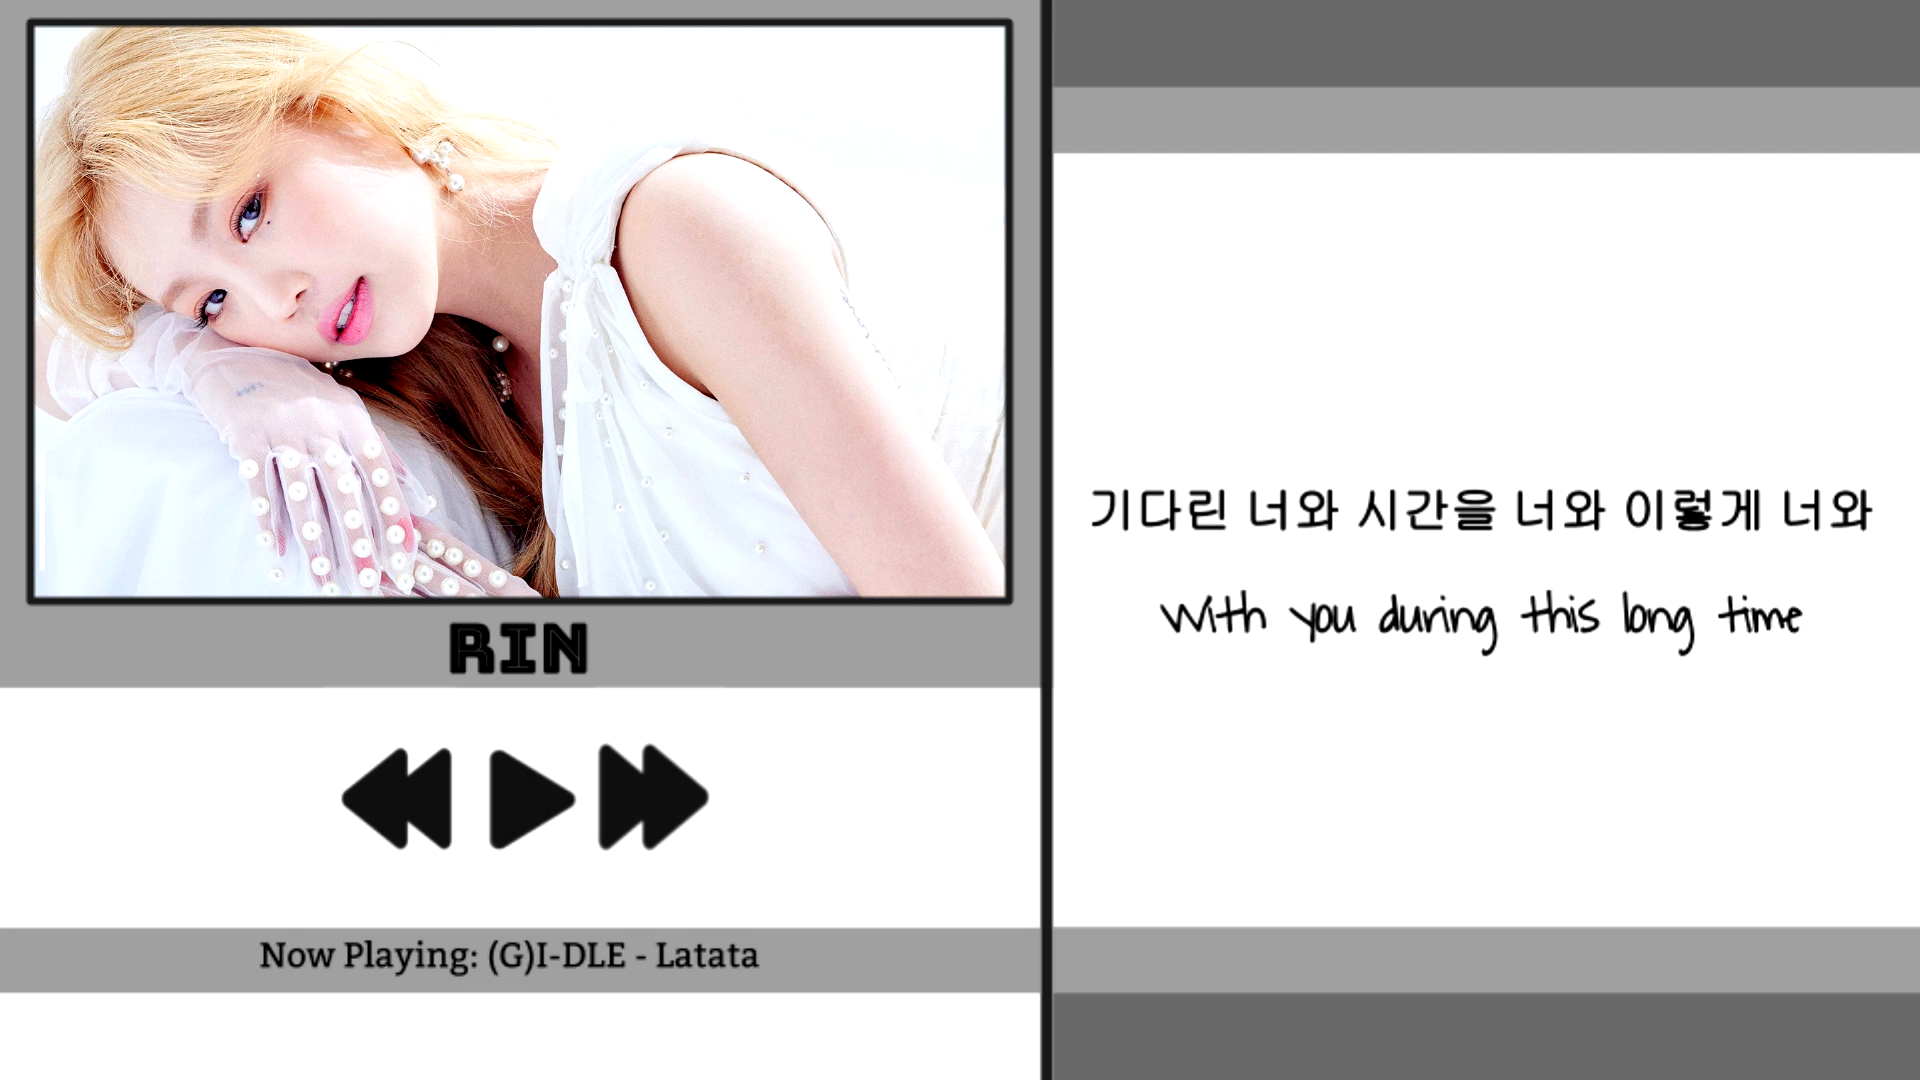 RIN
Now Playing: (G)I-DLE - Latata
기다린 너와 시간을 너와 이렇게 너와
With you during this long time